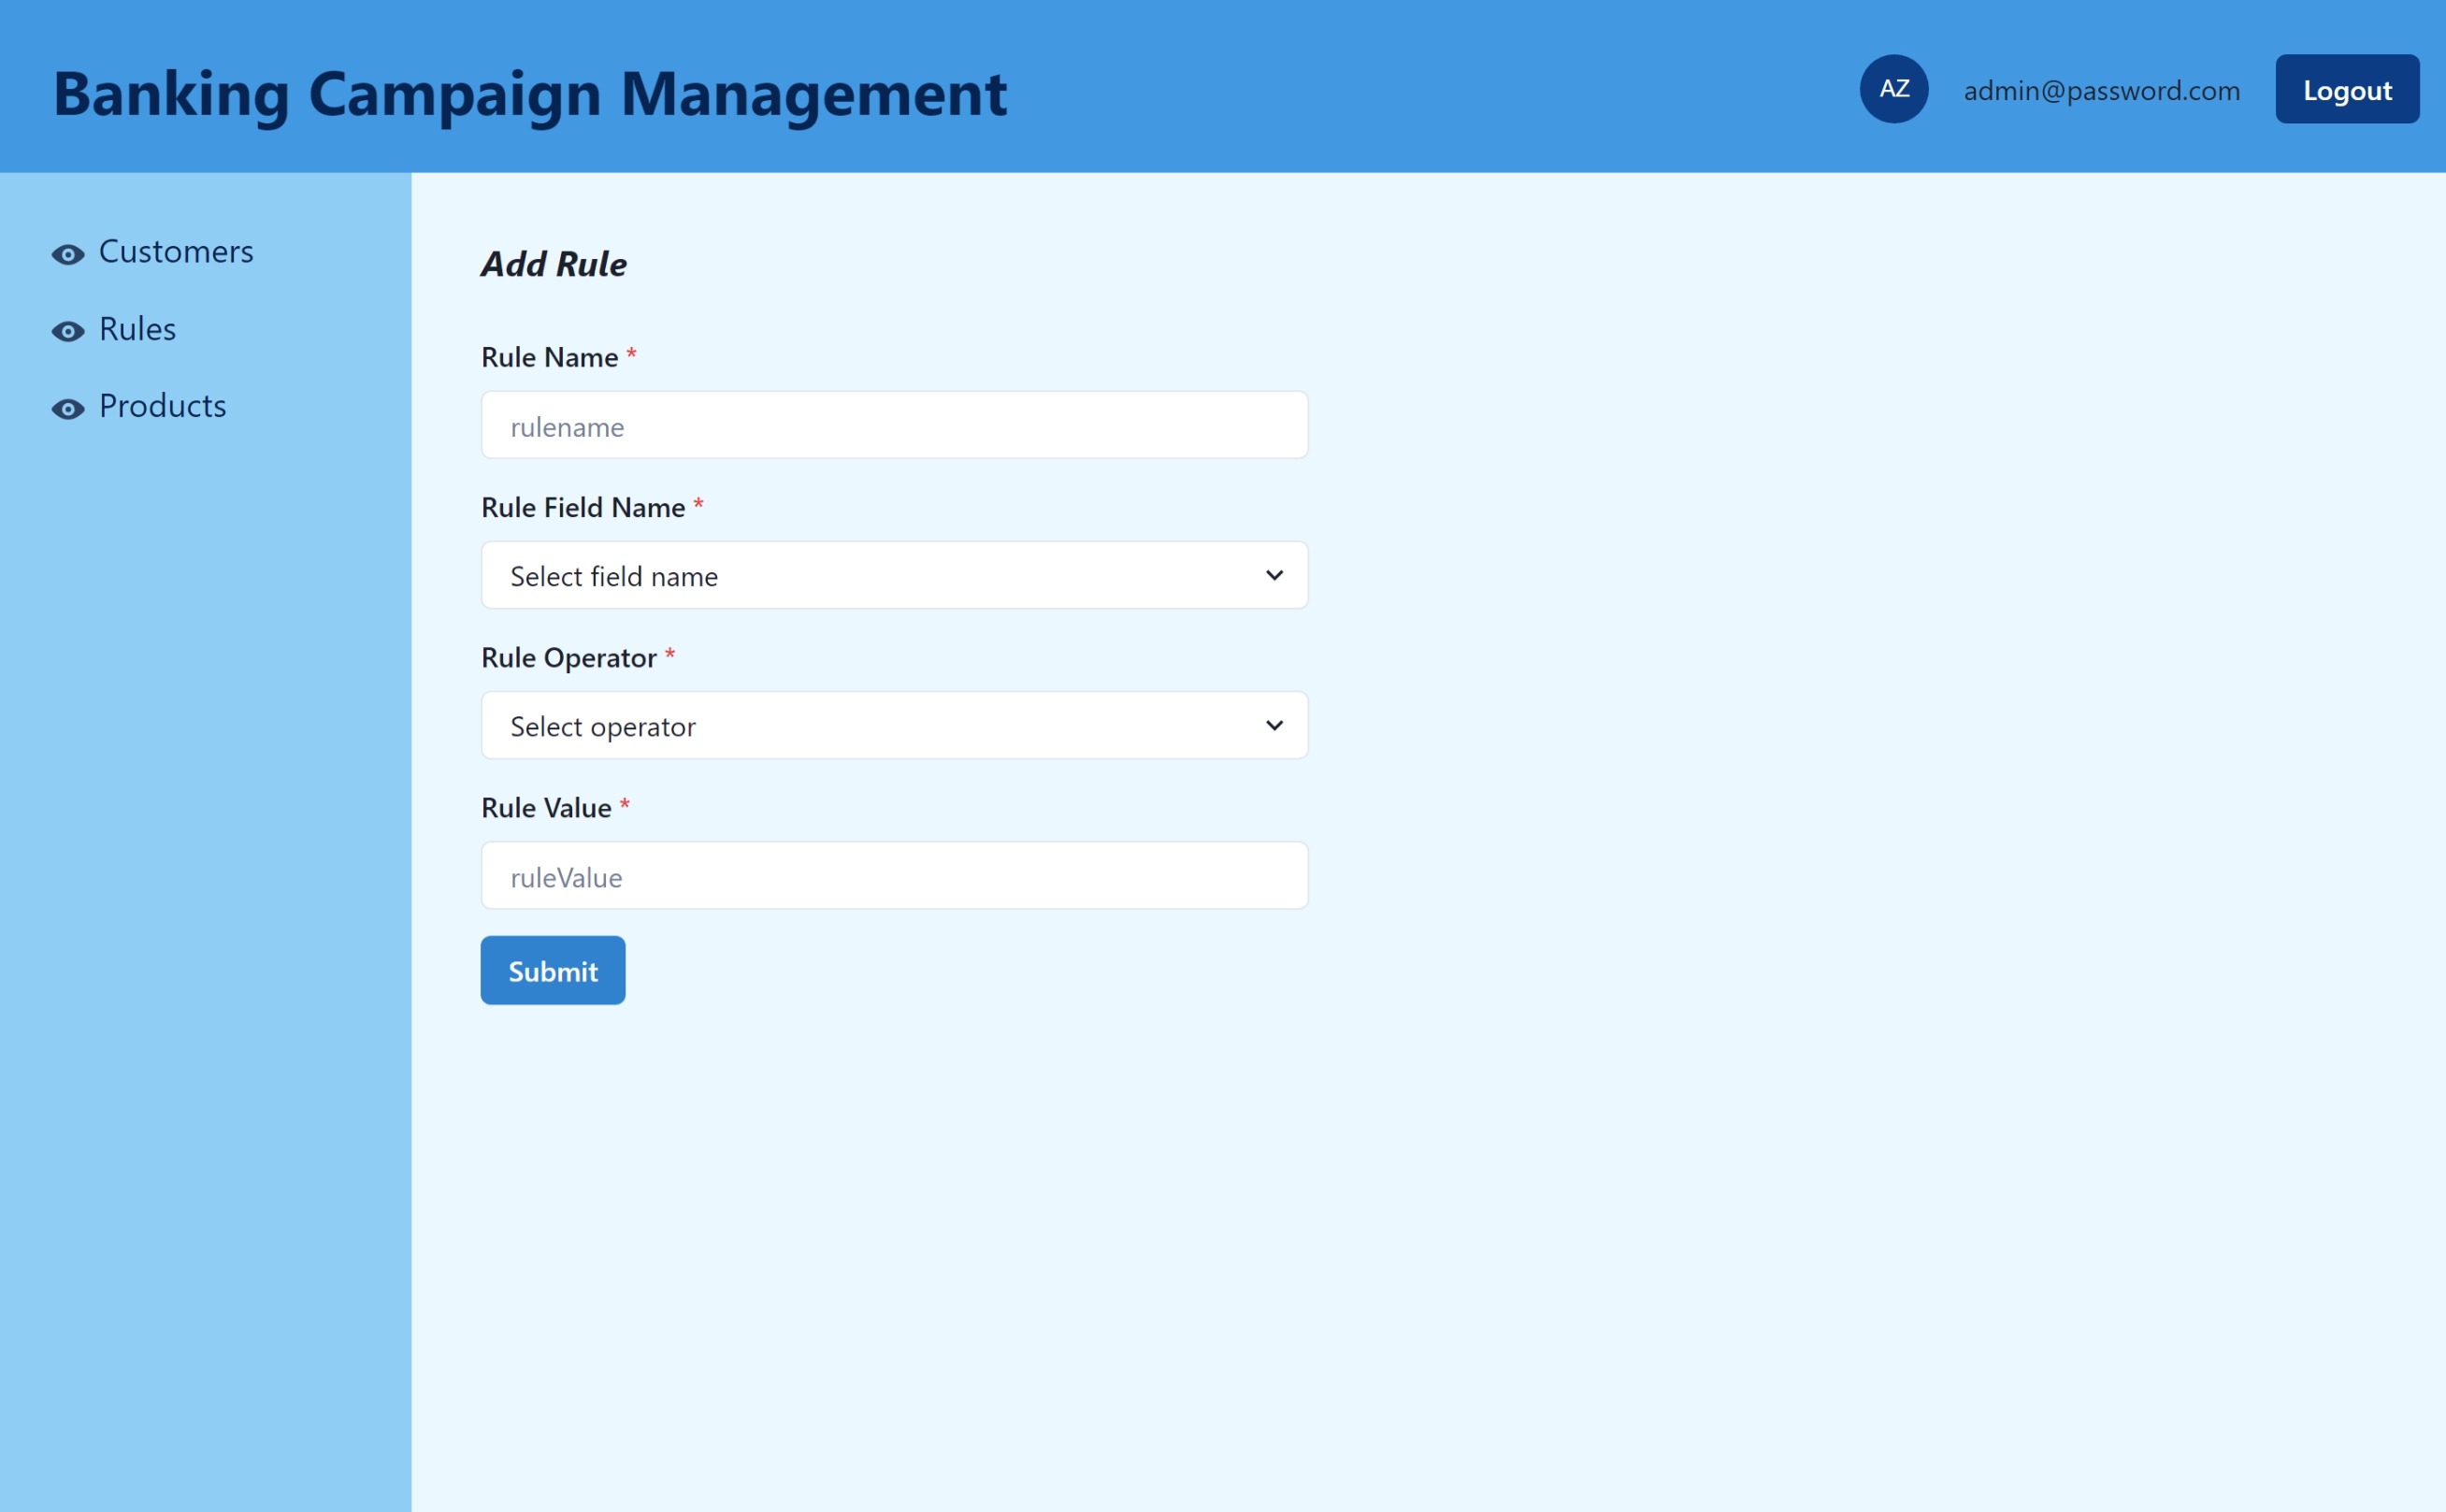 Banking Campaign Management
AZ
admin@password.com
Logout
Customers
Rules
Products
Add Rule
Rule Name *
rulename
Rule Field Name *
Select field name
Rule Operator *
Select operator
Rule Value *
ruleValue
Submit